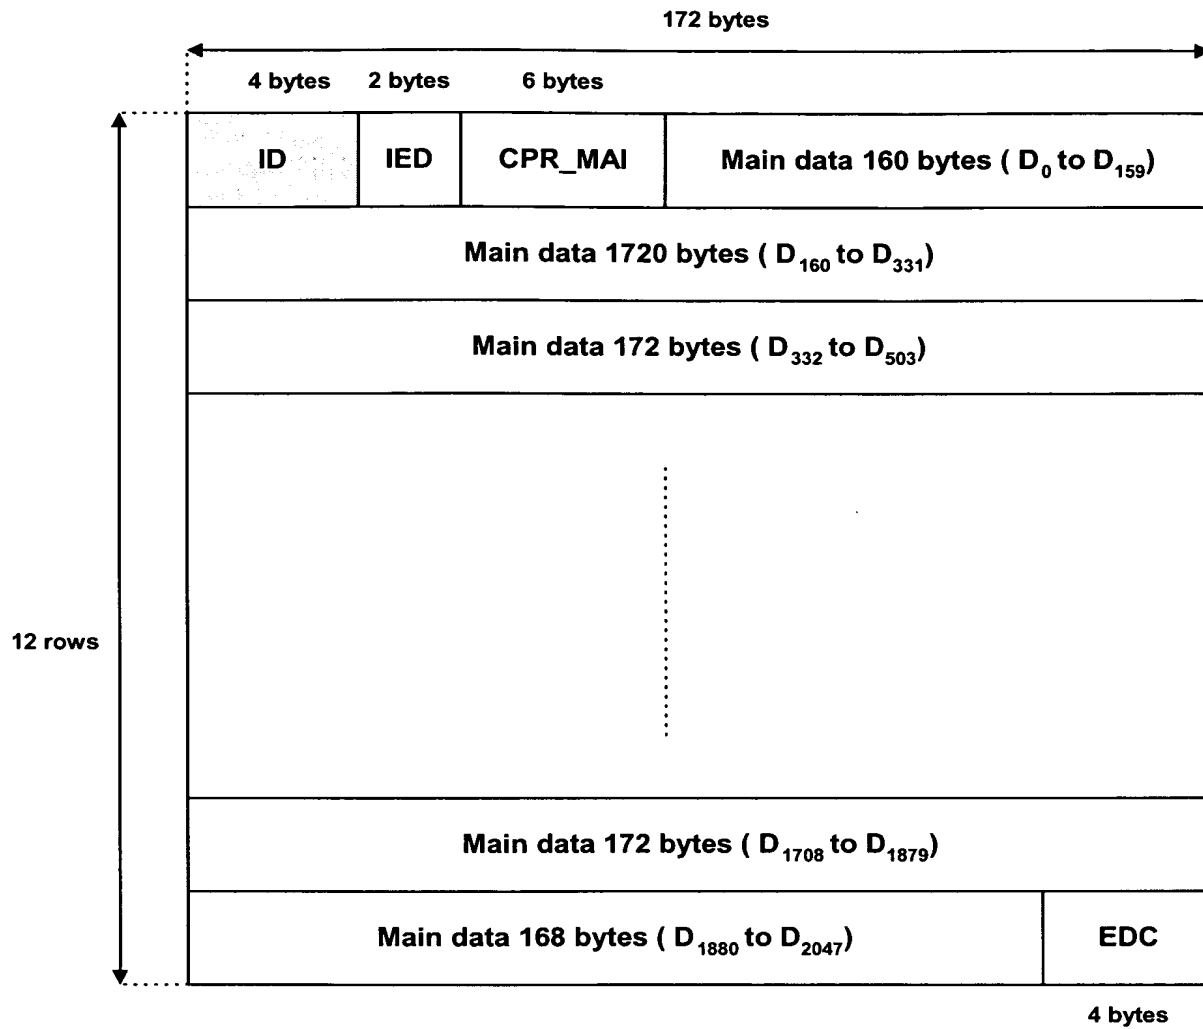 172 bytes
4 bytes 2 bytes 6 bytes
ID IED CPR_MAI Main data 160 bytes ( D0 to D159)
Main data 1720 bytes ( D160 to D331)
Main data 172 bytes ( D332 to D503)
12 rows
Main data 172 bytes ( D1708 to D1879)
Main data 168 bytes ( D1880 to D2047) EDC
4 bytes